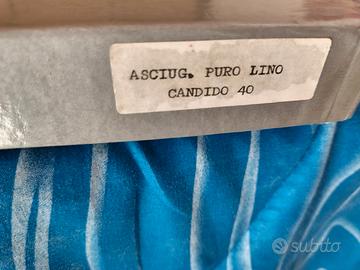 ASCIUG. PURO LINO
CANDIDO 40
subito